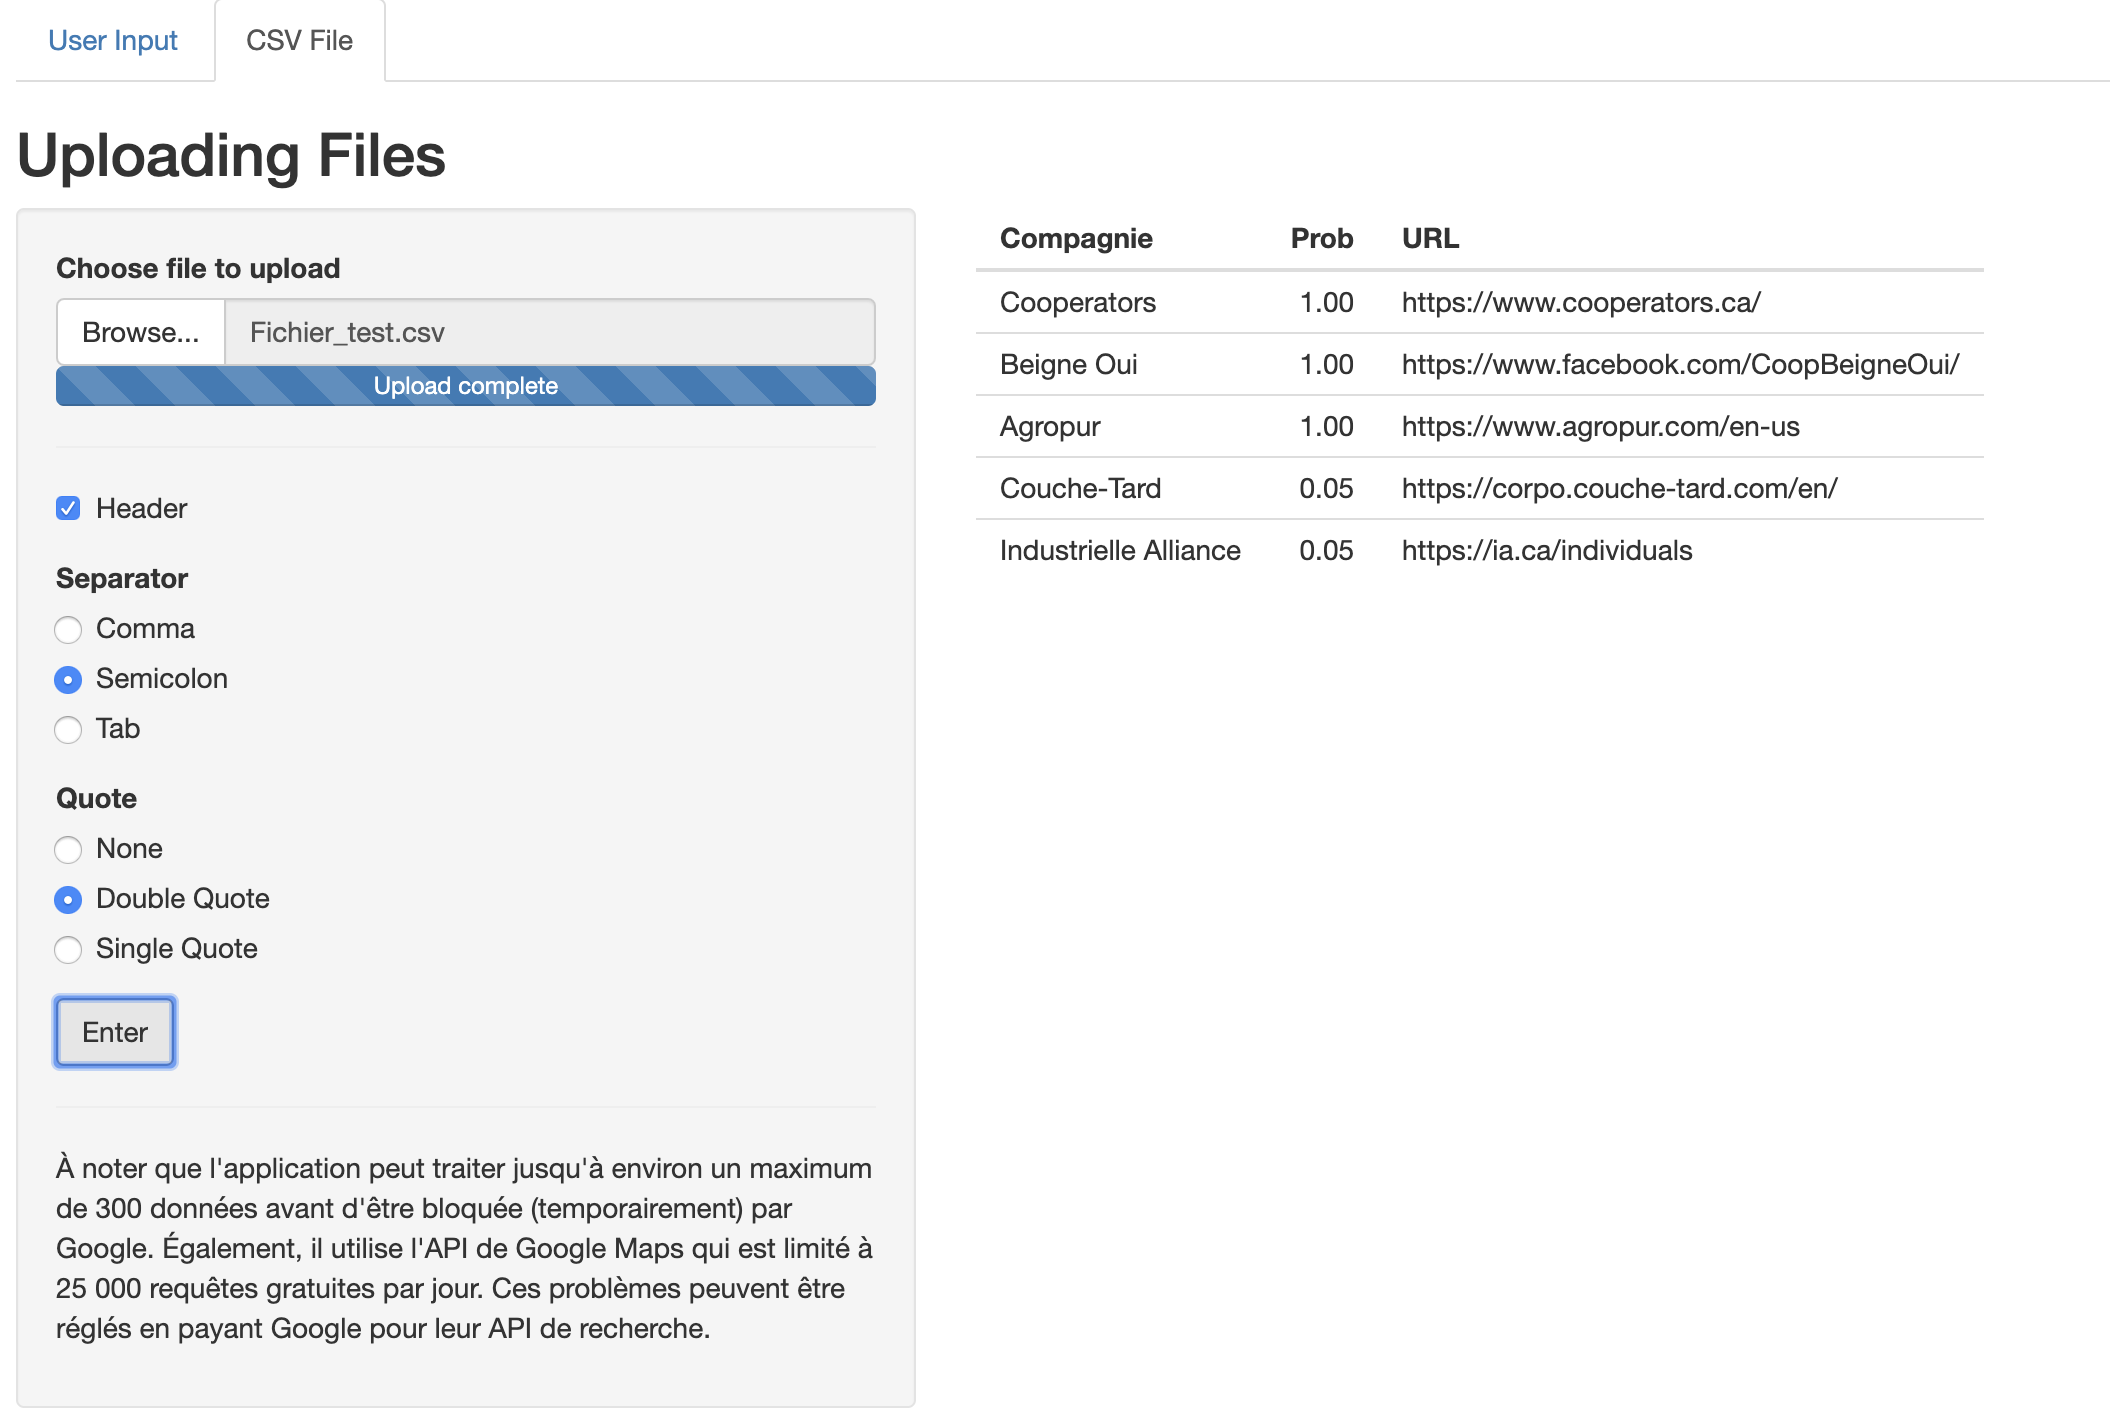 User Input
CSV File
Uploading Files
Choose file to upload
Browse...
Fichier_test.csv
Upload complete
Header
Separator
Comma
Semicolon
Tab
Quote
None
Double Quote
Single Quote
Enter
À noter que l'application peut traiter jusqu'à environ un maximum
de 300 données avant d'être bloquée (temporairement) par
Google. Également, il utilise l'API de Google Maps qui est limité à
25 000 requêtes gratuites par jour. Ces problèmes peuvent être
réglés en payant Google pour leur API de recherche.
Compagnie Prob URL
Cooperators 1.00 https://www.cooperators.ca/
Beigne Oui 1.00 https://www.facebook.com/CoopBeigneOui/
Agropur 1.00 https://www.agropur.com/en-us
Couche-Tard 0.05 https://corpo.couche-tard.com/en/
Industrielle Alliance 0.05 https://ia.ca/individuals